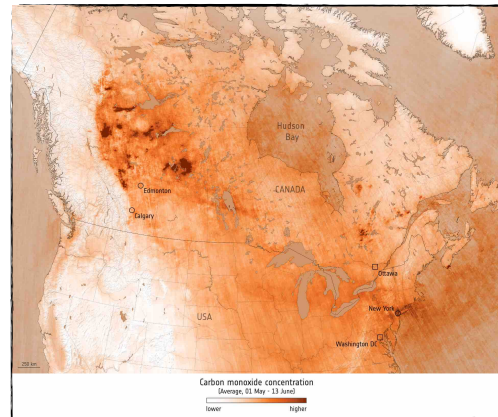 Hudson
Bay
Edmonton
CANADA
Calgary
Ottawa
New York
USA
Washington DC
250 km
Carbon monoxide concentration
(Average, 01 May - 13 June)
lower
higher